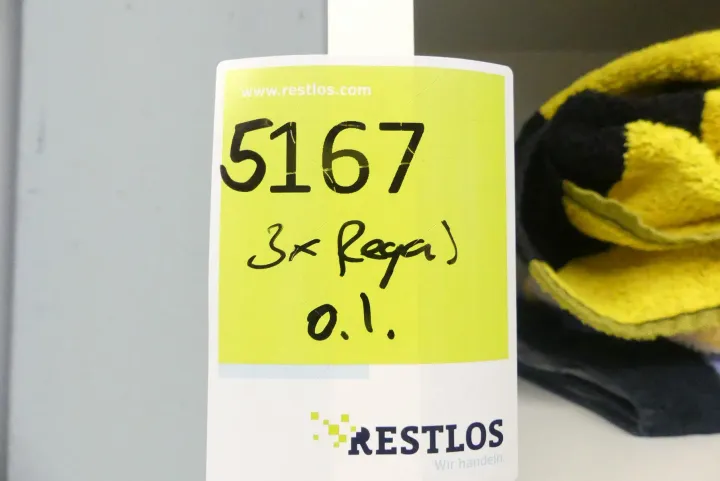 www.restlos.com
5167
3x Regal
o.I.
RESTLOS
Wir handeln.